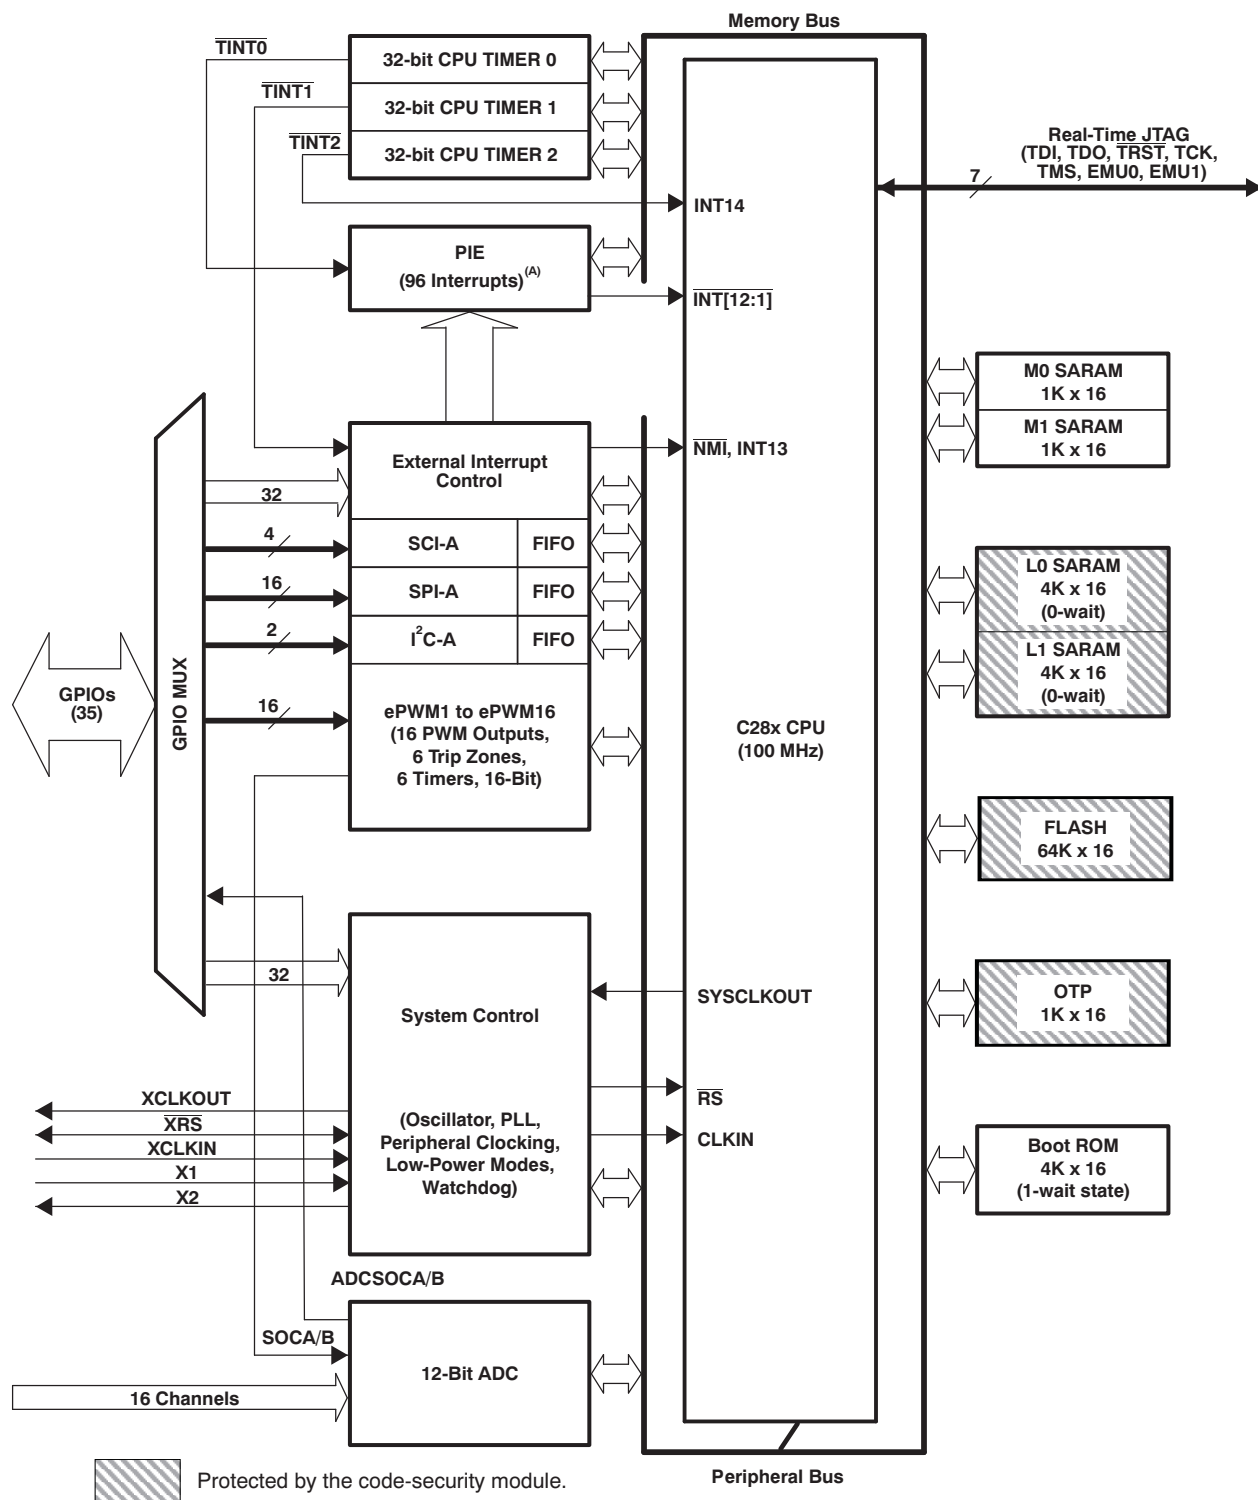 Memory Bus
TINT0
32-bit CPU TIMER 0
TINT1
32-bit CPU TIMER 1
TINT2
32-bit CPU TIMER 2
Real-Time JTAG
(TDI, TDO, TRST, TCK,
TMS, EMU0, EMU1)
7
INT14
PIE
(96 Interrupts)(A)
INT[12:1]
M0 SARAM
1K x 16
M1 SARAM
1K x 16
External Interrupt
Control
NMI, INT13
32
4
SCI-A
FIFO
16
SPI-A
FIFO
2
I2C-A
FIFO
L0 SARAM
4K x 16
(0-wait)
L1 SARAM
4K x 16
(0-wait)
GPIOs
(35)
GPIO MUX
16
ePWM1 to ePWM16
(16 PWM Outputs,
6 Trip Zones,
6 Timers, 16-Bit)
C28x CPU
(100 MHz)
FLASH
64K x 16
32
System Control
SYSCLKOUT
OTP
1K x 16
XCLKOUT
XRS
XCLKIN
X1
X2
(Oscillator, PLL,
Peripheral Clocking,
Low-Power Modes,
Watchdog)
RS
CLKIN
Boot ROM
4K x 16
(1-wait state)
ADCSOCA/B
SOCA/B
12-Bit ADC
16 Channels
Peripheral Bus
Protected by the code-security module.